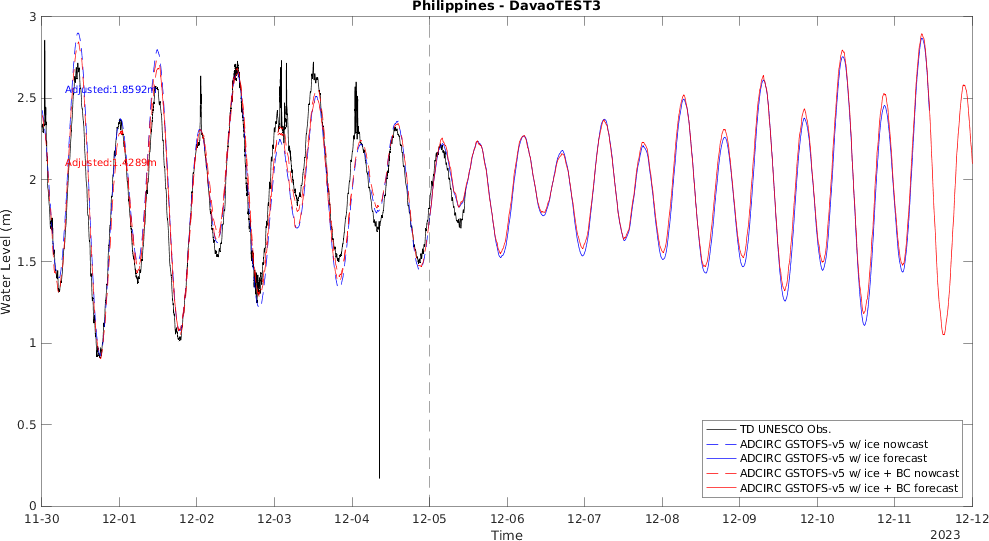 Philippines - DavaoTEST3
3
2.5
2
1.5
1
0.5
0
Water Level (m)
Adjusted:1.8592m
Adjusted:1.4289m
TD UNESCO Obs.
ADCIRC GSTOFS-v5 w/ ice nowcast
ADCIRC GSTOFS-v5 w/ ice forecast
ADCIRC GSTOFS-v5 w/ ice + BC nowcast
ADCIRC GSTOFS-v5 w/ ice + BC forecast
11-30 12-01 12-02 12-03 12-04 12-05 12-06 12-07 12-08 12-09 12-10 12-11 12-12
Time
2023